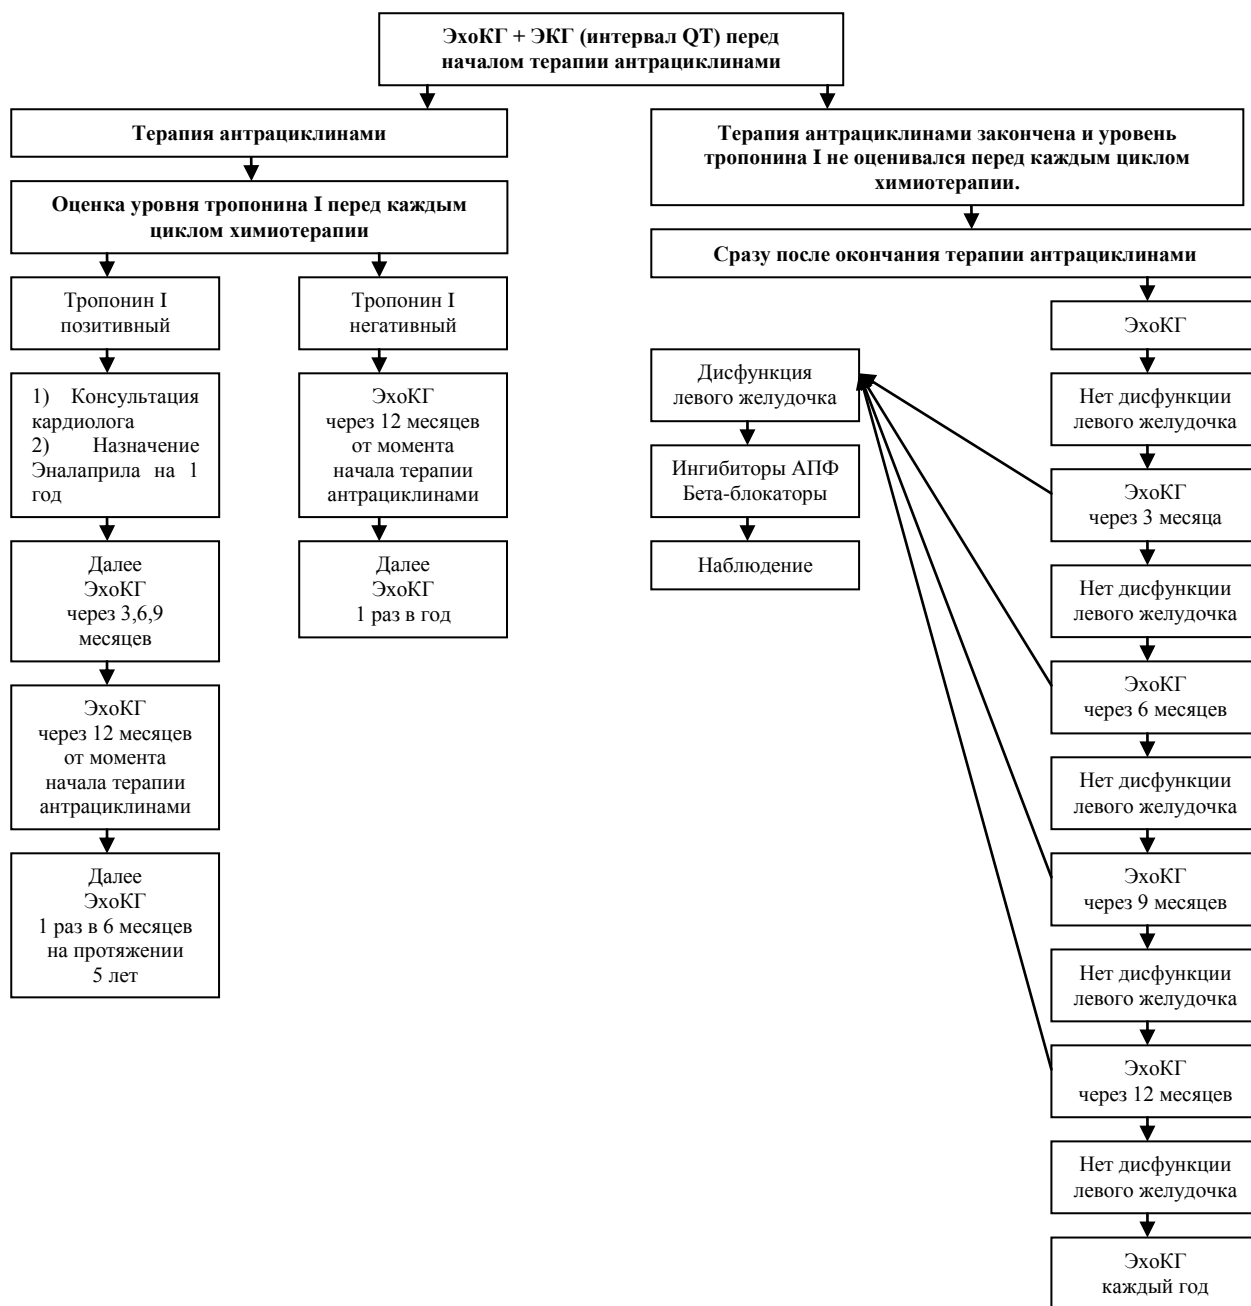 ЭхоКГ + ЭКГ (интервал QT) перед
началом терапии антрациклинами
Терапия антрациклинами
Оценка уровня тропонина I перед каждым
циклом химиотерапии
Тропонин I
позитивный
1) Консультация
кардиолога
2) Назначение
Эналаприла на 1
год
Далее
ЭхоКГ
через 3,6,9
месяцев
ЭхоКГ
через 12 месяцев
от момента
начала терапии
антрациклинами
Далее
ЭхоКГ
1 раз в 6 месяцев
на протяжении
5 лет
Тропонин I
негативный
ЭхоКГ
через 12 месяцев
от момента
начала терапии
антрациклинами
Далее
ЭхоКГ
1 раз в год
Терапия антрациклинами закончена и уровень
тропонина I не оценивался перед каждым циклом
химиотерапии.
Сразу после окончания терапии антрациклинами
ЭхоКГ
Нет дисфункции
левого желудочка
ЭхоКГ
через 3 месяца
Нет дисфункции
левого желудочка
ЭхоКГ
через 6 месяцев
Нет дисфункции
левого желудочка
ЭхоКГ
через 9 месяцев
Нет дисфункции
левого желудочка
ЭхоКГ
через 12 месяцев
Нет дисфункции
левого желудочка
ЭхоКГ
каждый год
Дисфункция
левого желудочка
Ингибиторы АПФ
Бета-блокаторы
Наблюдение